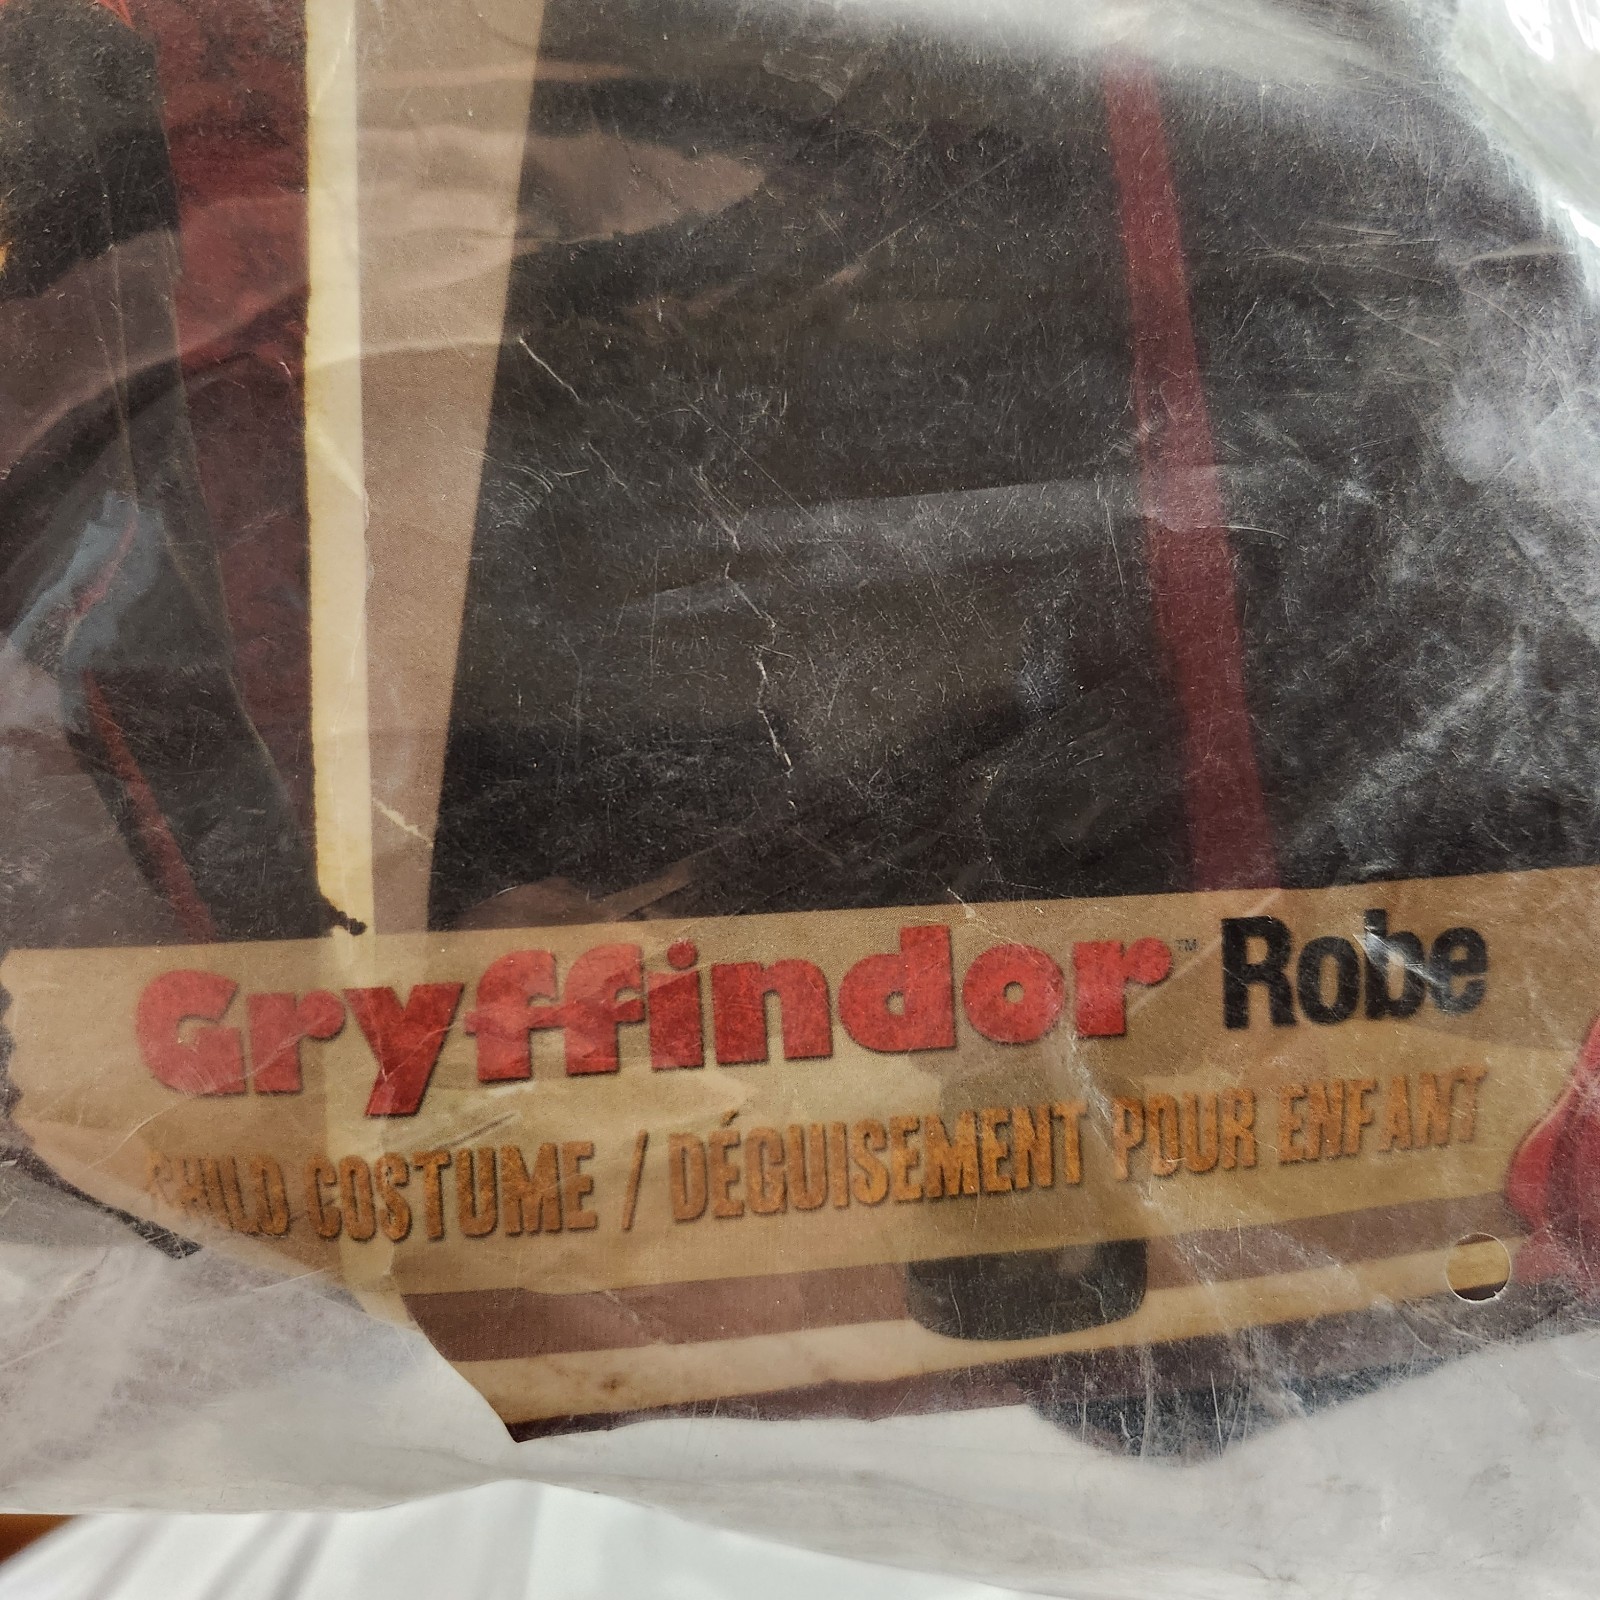 Gryffindor™ Robe
CHILD COSTUME / DÉGUISEMENT POUR ENFANT